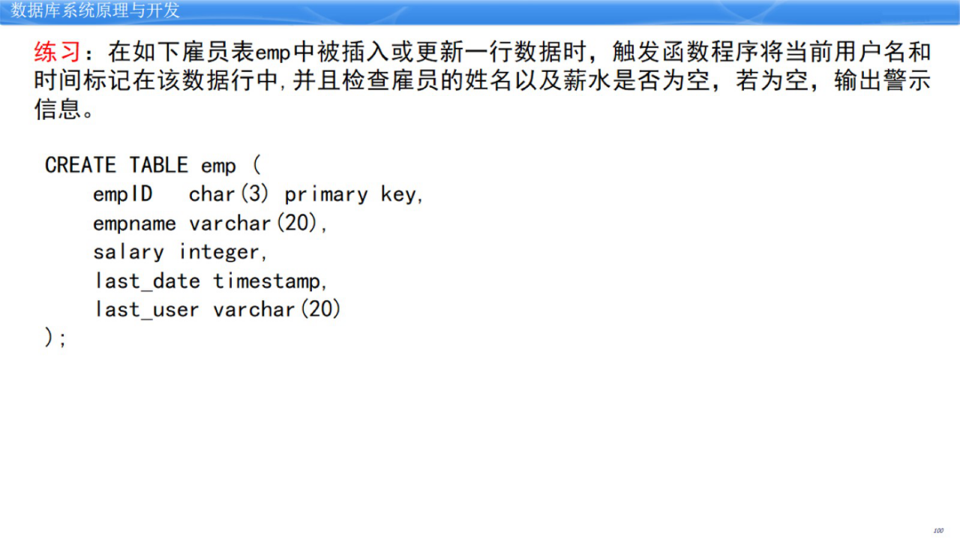 数据库系统原理与开发
练习：在如下雇员表emp中被插入或更新一行数据时，触发函数程序将当前用户名和
时间标记在该数据行中,并且检查雇员的姓名以及薪水是否为空，若为空，输出警示
信息。
CREATE TABLE emp (
empID char(3) primary key,
empname varchar(20),
salary integer,
last_date timestamp,
last_user varchar(20)
);
100